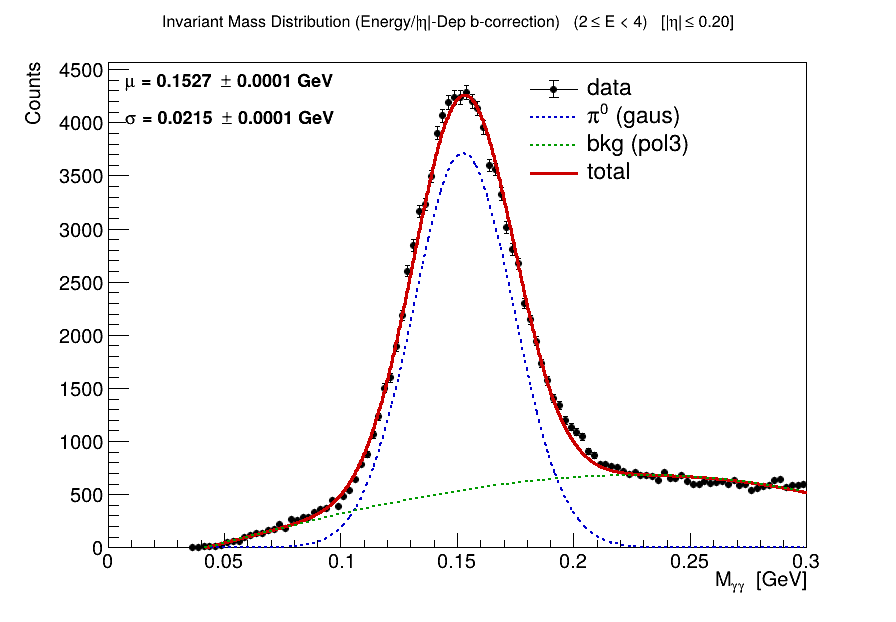 Invariant Mass Distribution (Energy/|η|-Dep b-correction)   (2 ≤ E < 4)   [|η| ≤ 0.20]
μ = 0.1527 ± 0.0001 GeV
σ = 0.0215 ± 0.0001 GeV
data
π⁰ (gaus)
bkg (pol3)
total
Counts
4500
4000
3500
3000
2500
2000
1500
1000
500
0
0 0.05 0.1 0.15 0.2 0.25 0.3
Mγγ [GeV]